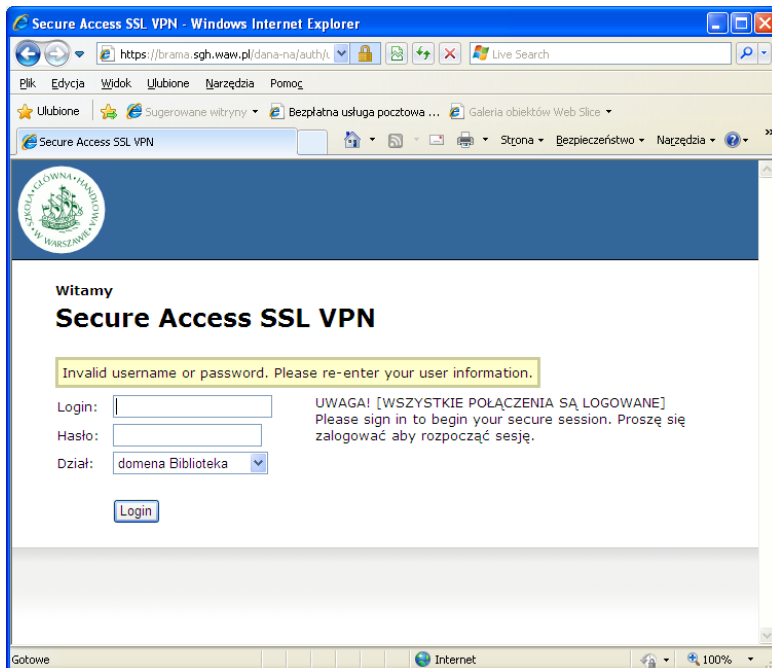 Secure Access SSL VPN - Windows Internet Explorer
https://brama.sgh.waw.pl/dana-na/auth/u
Live Search
Plik Edycja Widok Ulubione Narzędzia Pomoc
Ulubione Sugerowane witryny Bezpłatna usługa pocztowa ... Galeria obiektów Web Slice
Secure Access SSL VPN Strona Bezpieczeństwo Narzędzia »
SZKOŁA GŁÓWNA HANDLOWA
W WARSZAWIE
Witamy
Secure Access SSL VPN
Invalid username or password. Please re-enter your user information.
Login:
Hasło:
Dział: domena Biblioteka
Login
UWAGA! [WSZYSTKIE POŁĄCZENIA SĄ LOGOWANE]
Please sign in to begin your secure session. Proszę się
zalogować aby rozpocząć sesję.
Gotowe Internet 100%